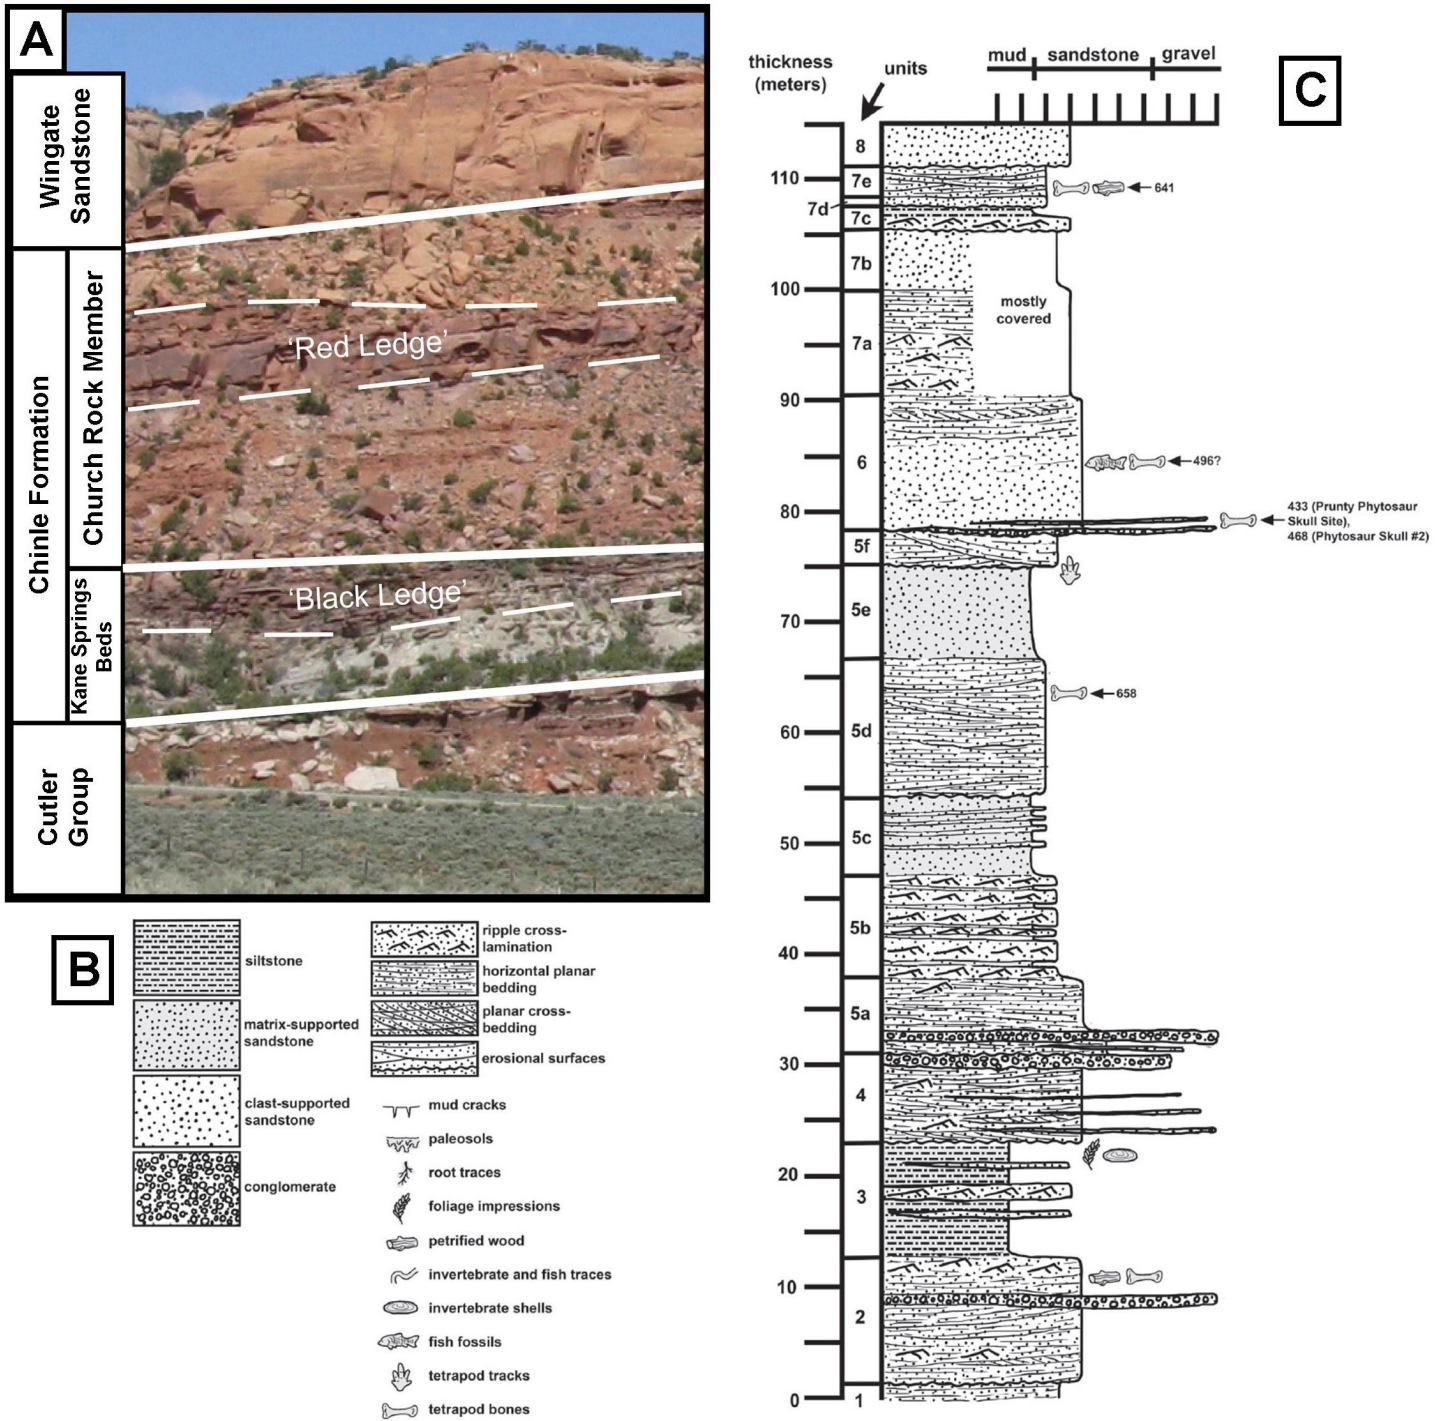 A
Wingate
Sandstone
Chinle Formation
Church Rock Member
Kane Springs
Beds
Cutler
Group
‘Red Ledge’
‘Black Ledge’
B
siltstone
matrix-supported
sandstone
clast-supported
sandstone
conglomerate
ripple cross-
lamination
horizontal planar
bedding
planar cross-
bedding
erosional surfaces
mud cracks
paleosols
root traces
foliage impressions
petrified wood
invertebrate and fish traces
invertebrate shells
fish fossils
tetrapod tracks
tetrapod bones
C
thickness
(meters)
units
mud sandstone gravel
8
110
7e
641
7d
7c
7b
100
mostly
covered
7a
90
6
496?
80
433 (Prunty Phytosaur
Skull Site),
468 (Phytosaur Skull #2)
5f
5e
70
658
60
5d
5c
50
5b
40
5a
30
4
20
3
10
2
0
1